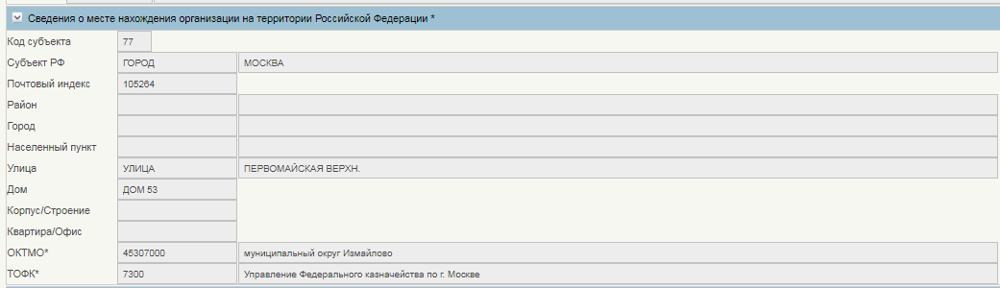 Сведения о месте нахождения организации на территории Российской Федерации *
Код субъекта 77
Субъект РФ ГОРОД МОСКВА
Почтовый индекс 105264
Район
Город
Населенный пункт
Улица УЛИЦА ПЕРВОМАЙСКАЯ ВЕРХН.
Дом ДОМ 53
Корпус/Строение
Квартира/Офис
ОКТМО* 45307000 муниципальный округ Измайлово
ТОФК* 7300 Управление Федерального казначейства по г. Москве